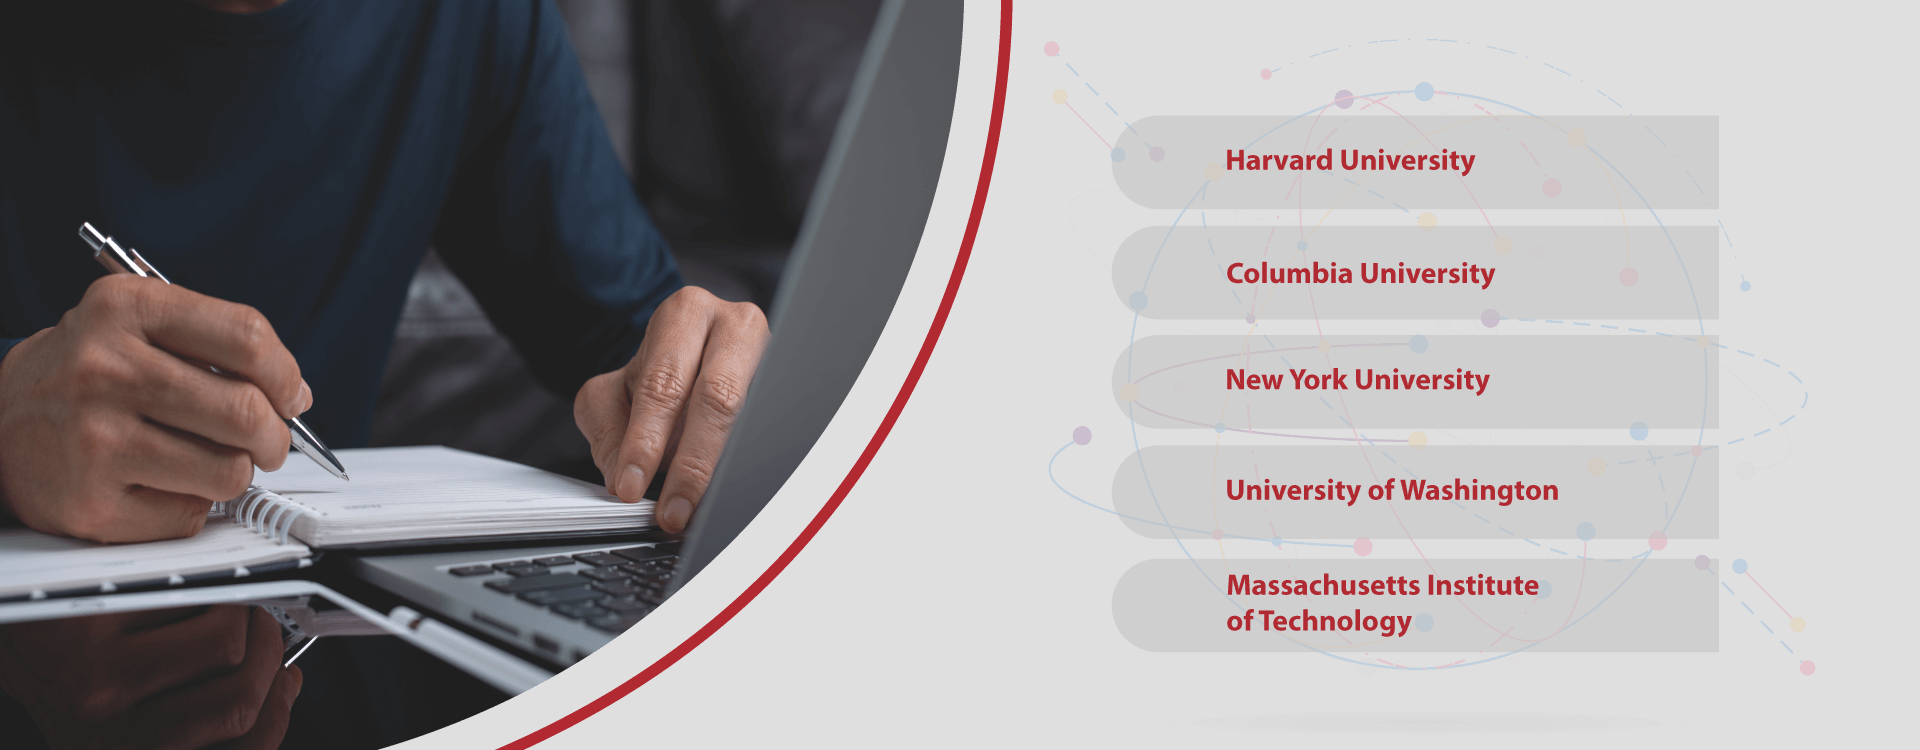 Harvard University
Columbia University
New York University
University of Washington
Massachusetts Institute
of Technology